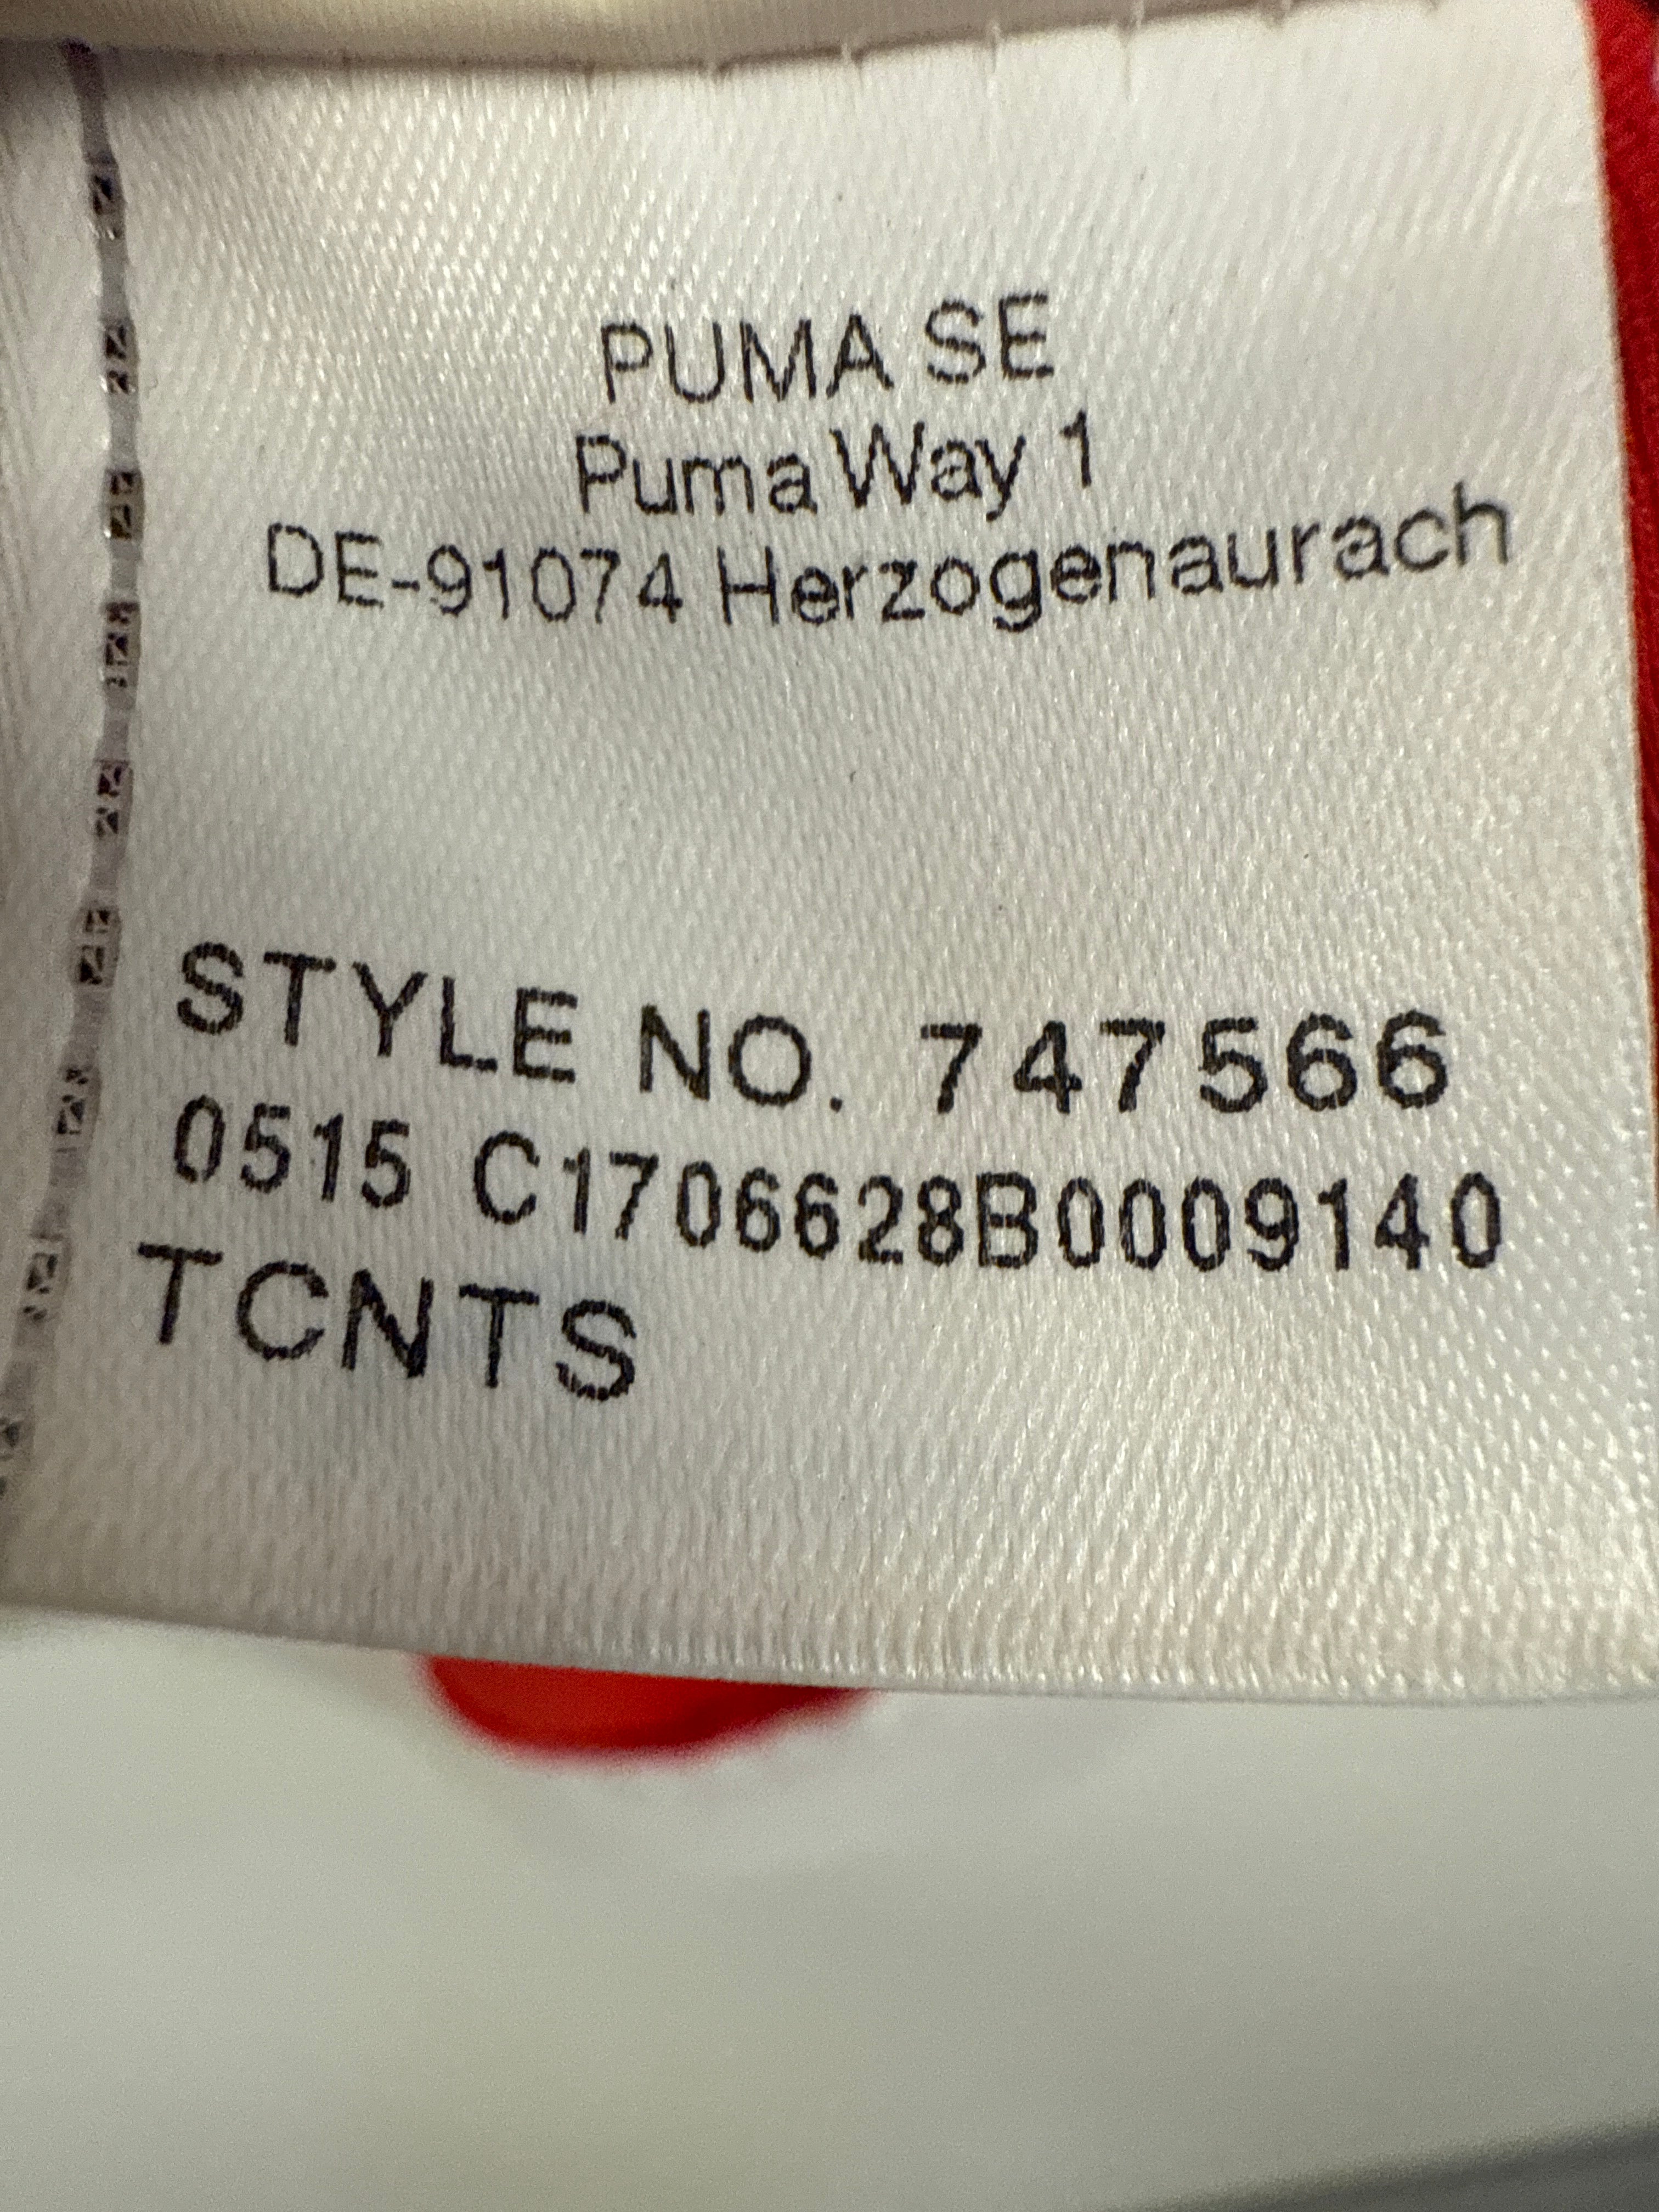 PUMA SE
Puma Way 1
DE-91074 Herzogenaurach
STYLE NO. 747566
0515 C1706628B0009140
TCNTS